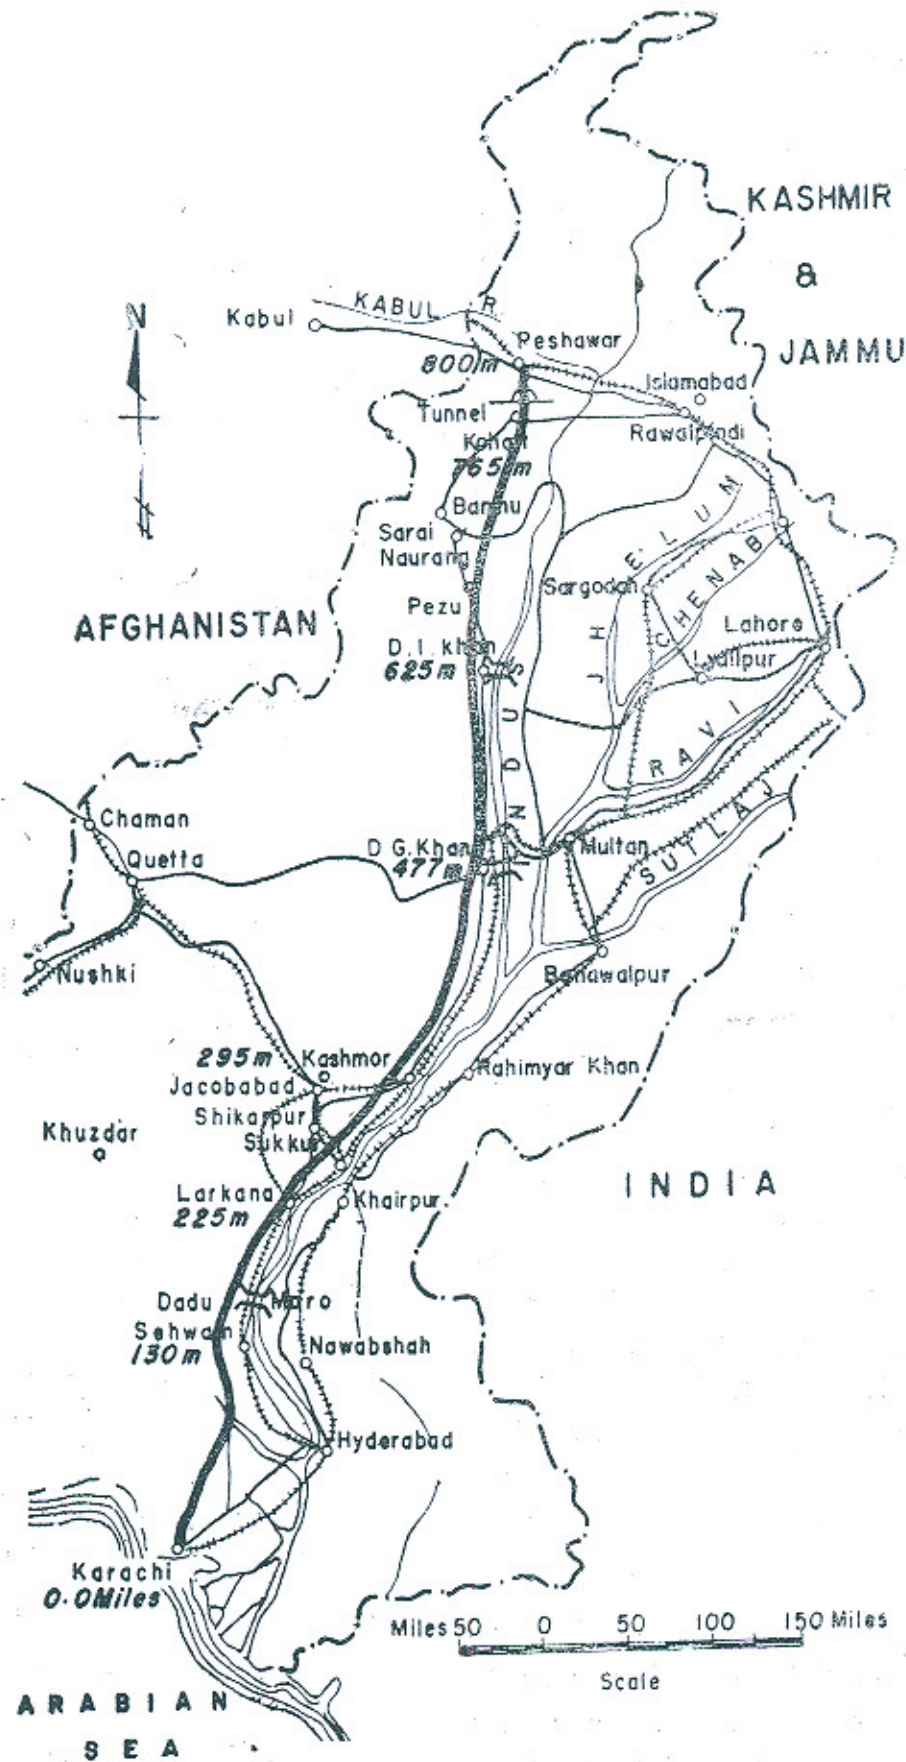 KASHMIR
&
JAMMU
N
KABUL R.
Kabul
Peshawar
800m
Islamabad
Tunnel
Rawalpindi
Kohat
765m
Bannu
Sarai
Naurang
JHELUM
CHENAB
Sargodah
Pezu
AFGHANISTAN
Lahore
D.I.khan
625m
Lyallpur
INDUS
RAVI
Chaman
D G.Khan
477m
Multan
SUTLAJ
Quetta
Nushki
Bahawalpur
295m
Kashmor
Jacobabad
Rahimyar Khan
Shikarpur
Sukkur
Khuzdar
INDIA
Larkana
225m
Khairpur
Dadu
Moro
Sehwan
130m
Nawabshah
Hyderabad
Karachi
0.0Miles
Miles 50 0 50 100 150 Miles
Scale
ARABIAN
SEA